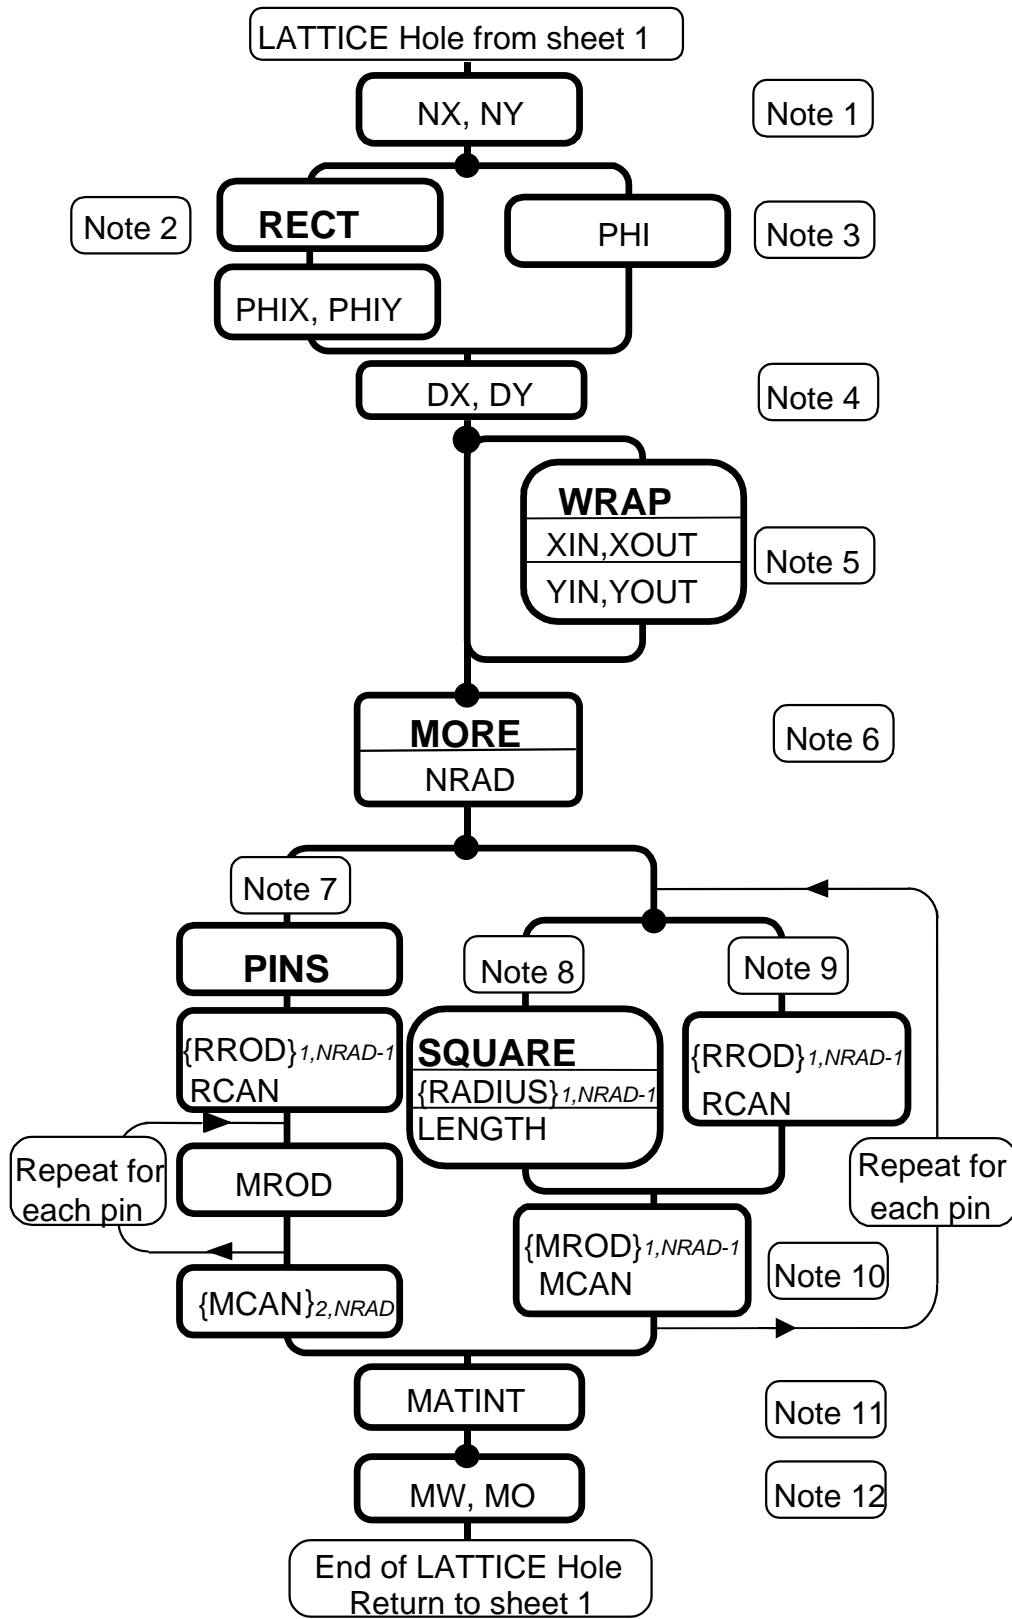 LATTICE Hole from sheet 1
NX, NY
Note 1
RECT
Note 2
PHI
Note 3
PHIX, PHIY
DX, DY
Note 4
WRAP
XIN,XOUT
YIN,YOUT
Note 5
MORE
NRAD
Note 6
Note 7
PINS
{RROD}1,NRAD-1
RCAN
Repeat for
each pin
MROD
{MCAN}2,NRAD
Note 8
SQUARE
{RADIUS}1,NRAD-1
LENGTH
Note 9
{RROD}1,NRAD-1
RCAN
Repeat for
each pin
{MROD}1,NRAD-1
MCAN
Note 10
MATINT
Note 11
MW, MO
Note 12
End of LATTICE Hole
Return to sheet 1